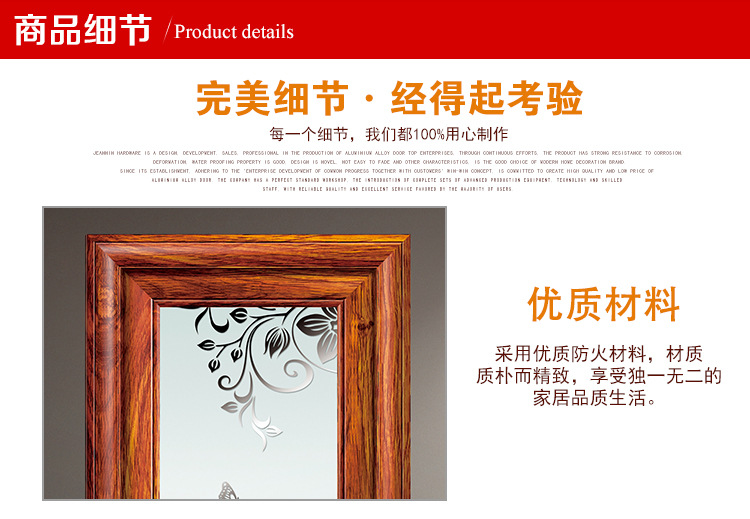 商品细节 / Product details
完美细节·经得起考验
每一个细节，我们都100%用心制作
JEANMIN HARDWARE IS A DESIGN. DEVELOPMENT. SALES. PROFESSIONAL IN THE PRODUCTION OF ALUMINIUN ALLOY DOOR TOP ENTERPRISES. THROUGH CONTINUOUS EFFORTS. THE PRODUCT HAS STRONG RESISTANCE TO CORROSION
DEFORMATION. WATER PROOFING PROPERTY IS GOOD. DESIGN IS NOVEL. NOT EASY TO FADE AND OTHER CHARACTERISTICS. IS THE GOOD CHOICE OF MODERN HOME DECORATION BRAND
SINCE ITS ESTABLISHMENT. ADHERING TO THE "ENTERPRISE DEVELOPMENT OF COMMON PROGRESS TOGETHER WITH CUSTOMERS" WIN-WIN CONCEPT. IS COMMITTED TO CREATE HIGH QUALITY AND LOW PRICE OF
ALUMINIUN ALLOY DOOR. THE COMPANY HAS A PERFECT STANDARD WORKSHOP. THE INTRODUCTION OF COMPLETE SETS OF ADVANCED PRODUCTION EQUIPMENT. TECHNOLOGY AND SKILLED
STAFF. WITH RELIABLE QUALITY AND EXCELLENT SERVICE FAVORED BY THE MAJORITY OF USERS
优质材料
采用优质防火材料，材质
质朴而精致，享受独一无二的
家居品质生活。